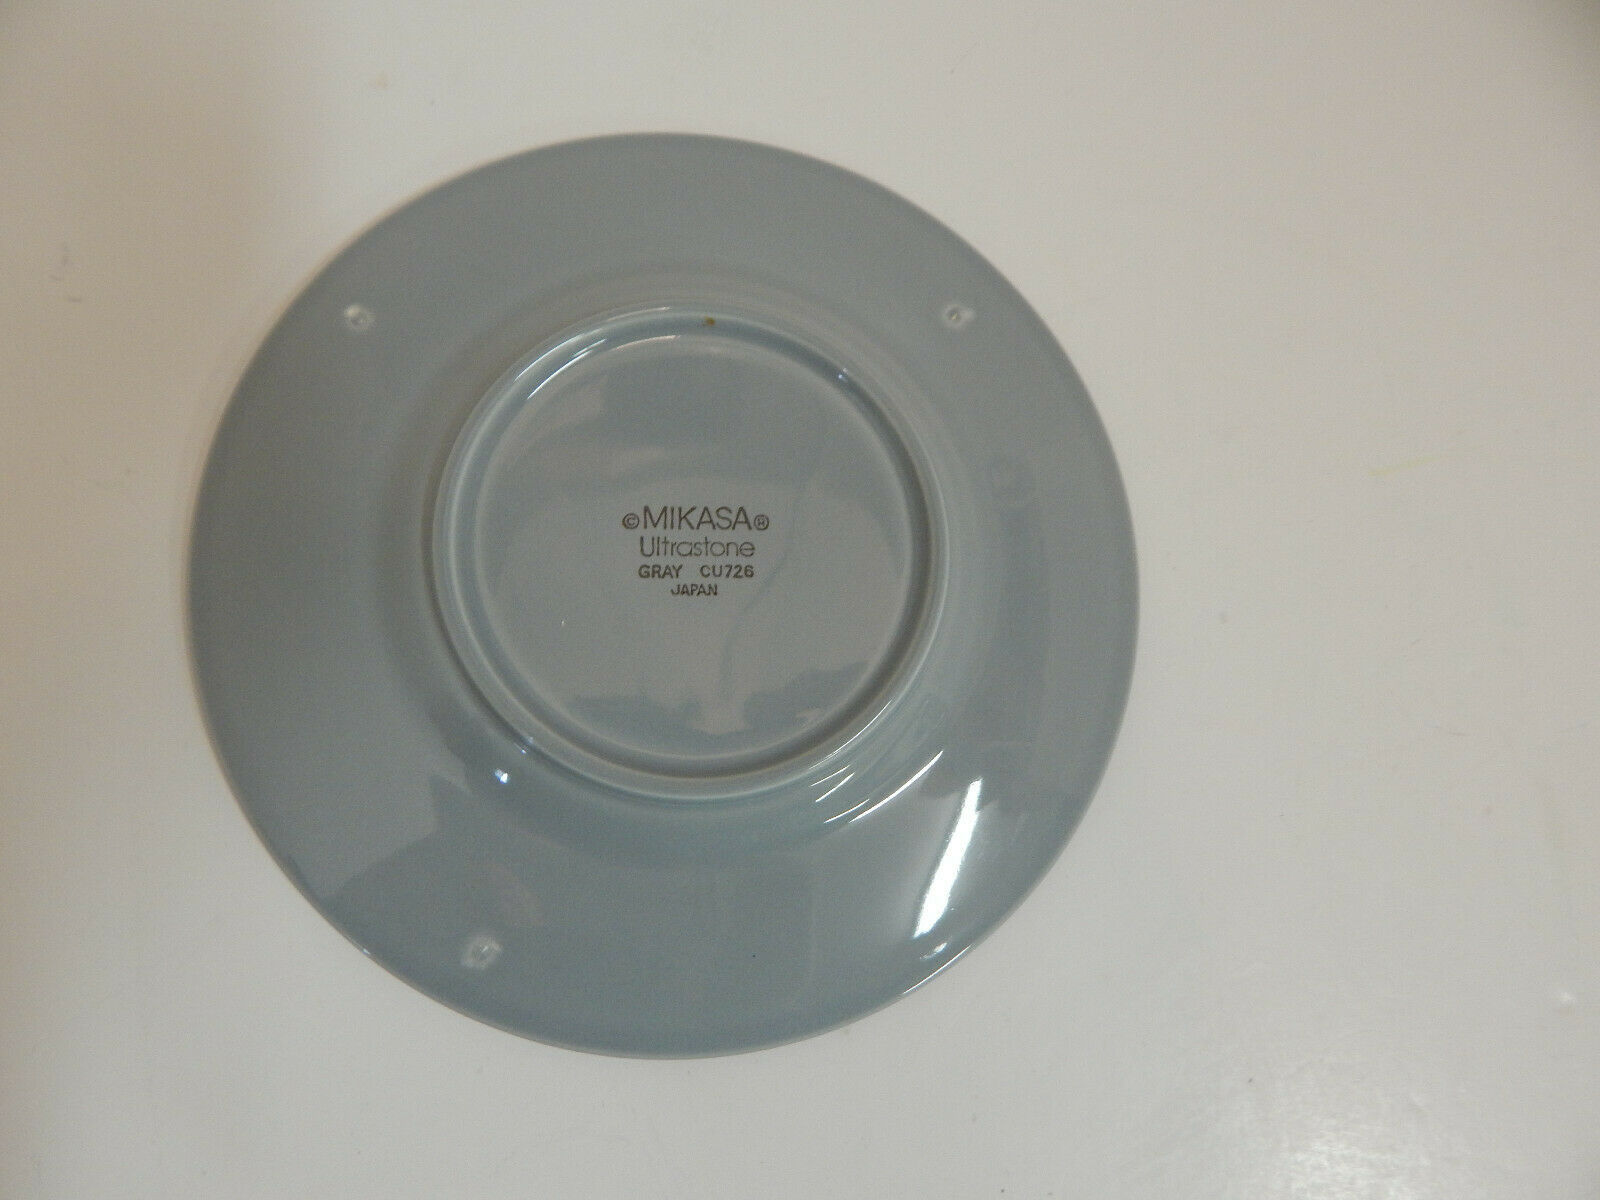 ©MIKASA®
Ultrastone
GRAY CU726
JAPAN